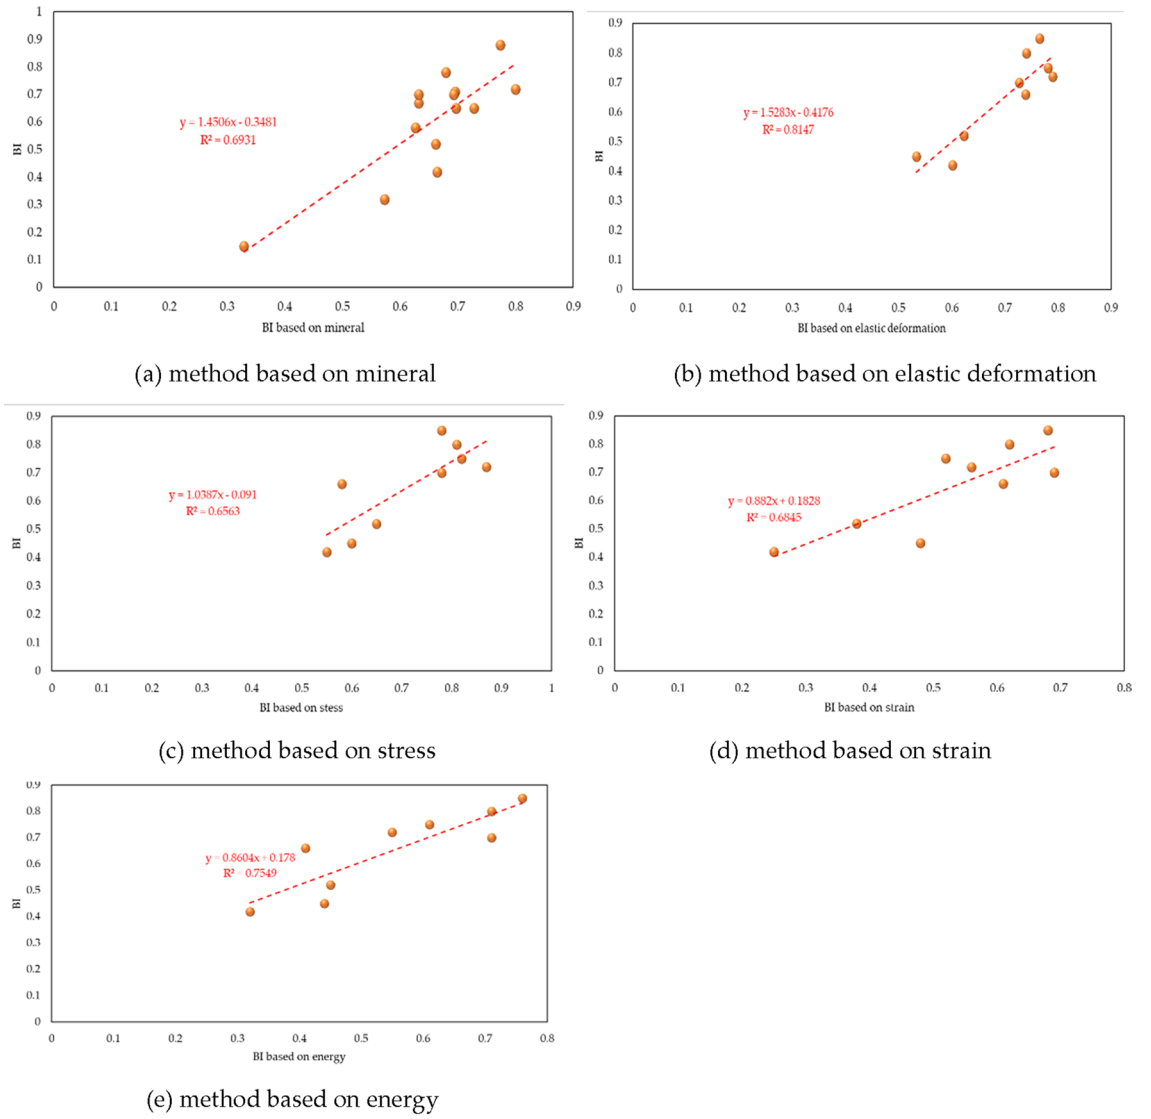 1
0.9
0.8
0.7
0.6
0.5
0.4
0.3
0.2
0.1
0
BI
y = 1.4506x - 0.3481
R² = 0.6931
0 0.1 0.2 0.3 0.4 0.5 0.6 0.7 0.8 0.9
BI based on mineral
(a) method based on mineral
0.9
0.8
0.7
0.6
0.5
0.4
0.3
0.2
0.1
0
BI
y = 1.5283x - 0.4176
R² = 0.8147
0 0.1 0.2 0.3 0.4 0.5 0.6 0.7 0.8 0.9
BI based on elastic deformation
(b) method based on elastic deformation
0.9
0.8
0.7
0.6
0.5
0.4
0.3
0.2
0.1
0
BI
y = 1.0387x - 0.091
R² = 0.6563
0 0.1 0.2 0.3 0.4 0.5 0.6 0.7 0.8 0.9 1
BI based on stess
(c) method based on stress
0.9
0.8
0.7
0.6
0.5
0.4
0.3
0.2
0.1
0
BI
y = 0.882x + 0.1828
R² = 0.6845
0 0.1 0.2 0.3 0.4 0.5 0.6 0.7 0.8
BI based on strain
(d) method based on strain
0.9
0.8
0.7
0.6
0.5
0.4
0.3
0.2
0.1
0
BI
y = 0.8604x + 0.178
R² = 0.7549
0 0.1 0.2 0.3 0.4 0.5 0.6 0.7 0.8
BI based on energy
(e) method based on energy